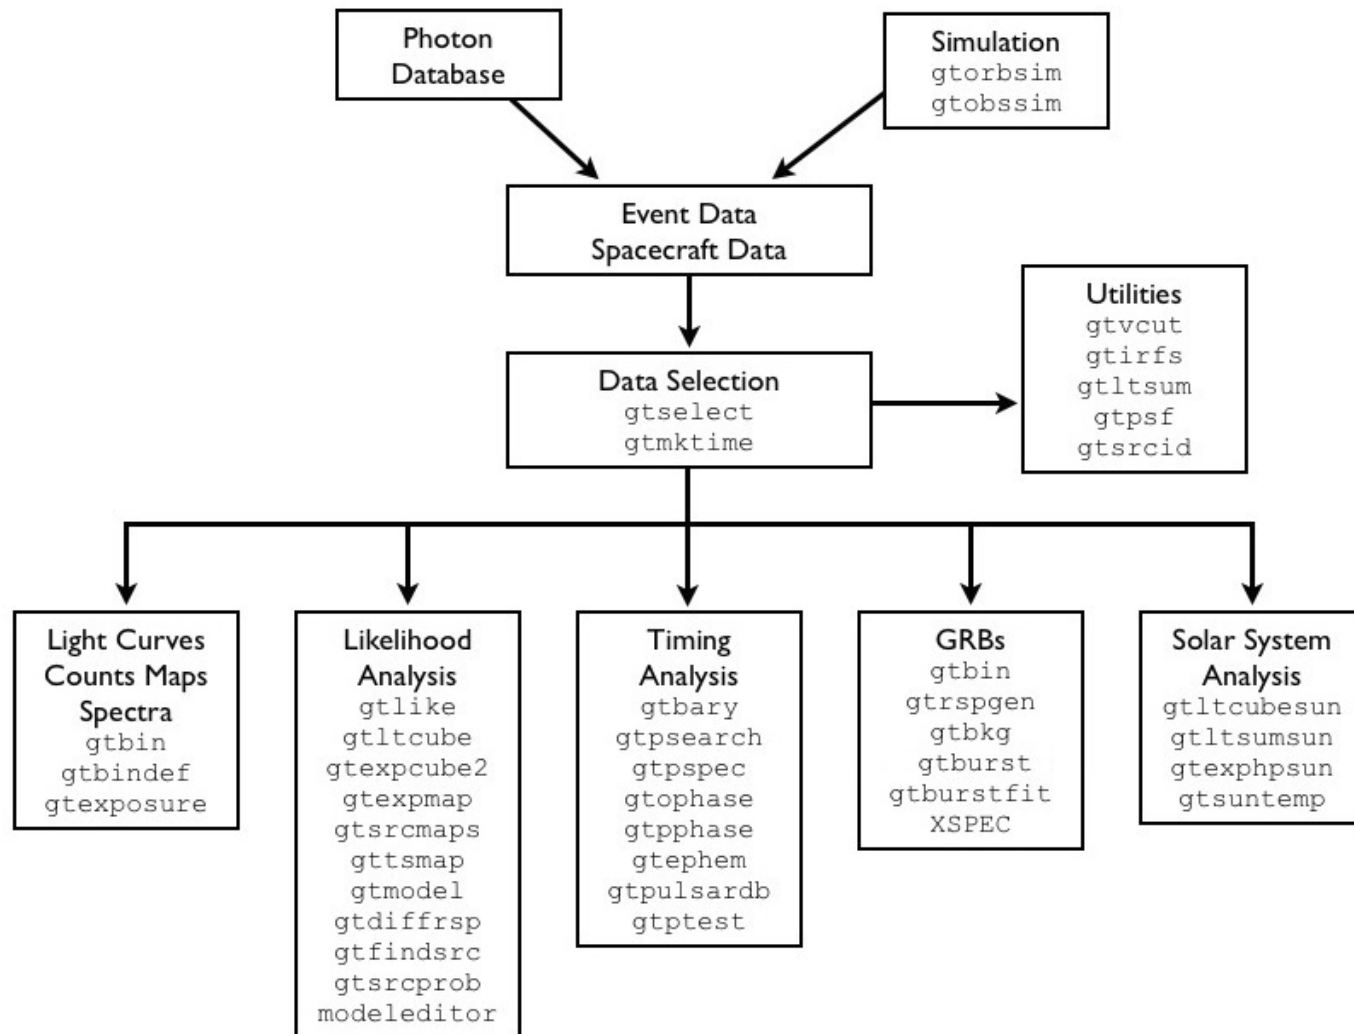 Photon
Database
Simulation
gtorbsim
gtobssim
Event Data
Spacecraft Data
Utilities
gtvcut
gtirfs
gtltsum
gtpsf
gtsrcid
Data Selection
gtselect
gtmktime
Light Curves
Counts Maps
Spectra
gtbin
gtbindef
gtexposure
Likelihood
Analysis
gtlike
gtltcube
gtexpcube2
gtexpmap
gtsrcmaps
gttsmap
gtmodel
gtdiffrsp
gtfindsrc
gtsrcprob
modeleditor
Timing
Analysis
gtbary
gtpsearch
gtpspec
gtophase
gtpphase
gtephem
gtpulsardb
gtptest
GRBs
gtbin
gtrspgen
gtbkg
gtburst
gtburstfit
XSPEC
Solar System
Analysis
gtltcubesun
gtltsumsun
gtexphpsun
gtsuntemp